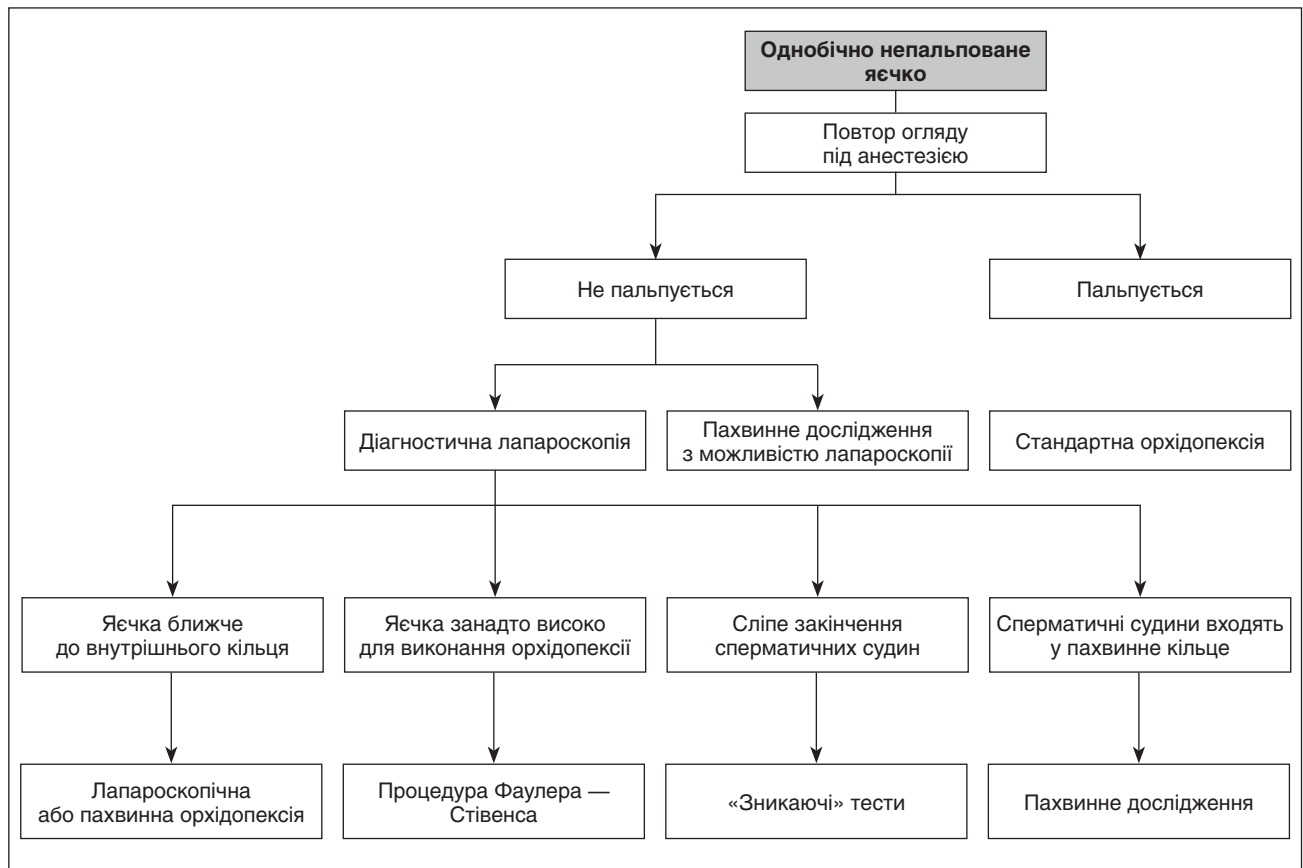 Однобічно непальповане
яєчко
Повтор огляду
під анестезією
Не пальпується
Пальпується
Діагностична лапароскопія
Пахвинне дослідження
з можливістю лапароскопії
Стандартна орхідопексія
Яєчка ближче
до внутрішнього кільця
Яєчка занадто високо
для виконання орхідопексії
Сліпе закінчення
сперматичних судин
Сперматичні судини входять
у пахвинне кільце
Лапароскопічна
або пахвинна орхідопексія
Процедура Фаулера —
Стівенса
«Зникаючі» тести
Пахвинне дослідження